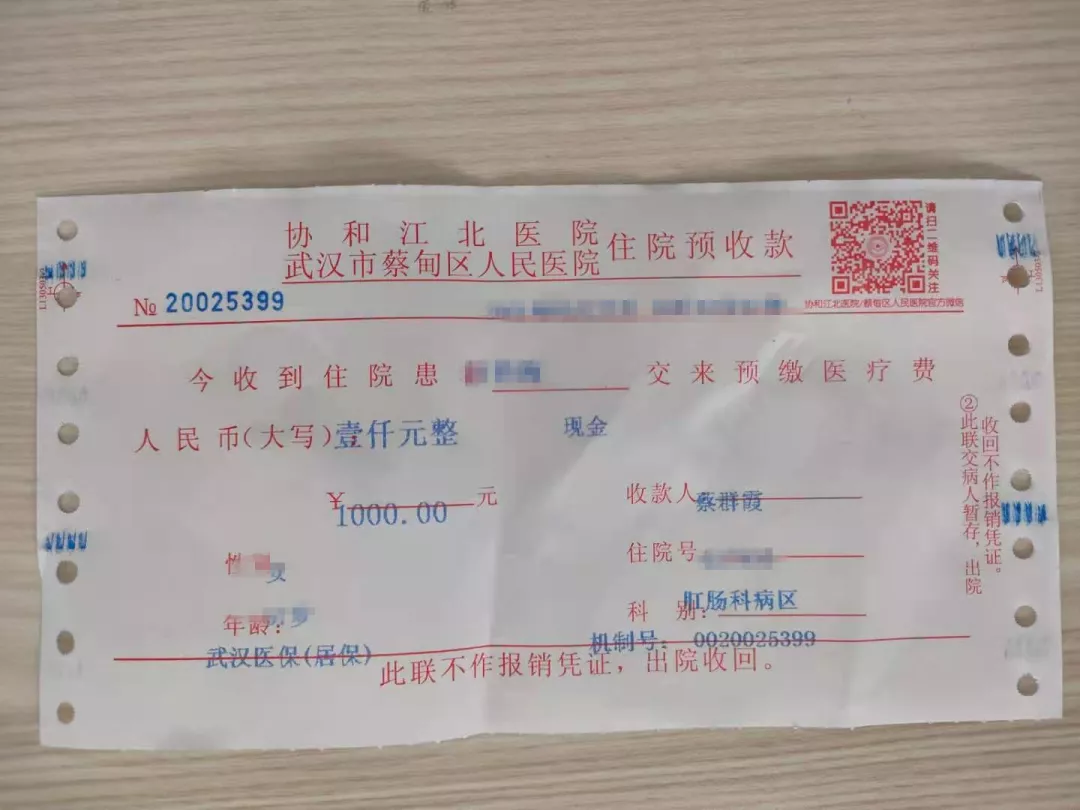 协和江北医院
武汉市蔡甸区人民医院
住院预收款
请扫二维码关注
协和江北医院/蔡甸区人民医院官方微信
№ 20025399
今收到住院患 交来预缴医疗费
人民币(大写)壹仟元整 现金
¥1000.00元
收款人 蔡群霞
住院号
性 女
科别: 肛肠科病区
年龄:
武汉医保(居保)
机制号: 0020025399
此联不作报销凭证,出院收回。
②此联交病人暂存,出院
收回不作报销凭证。